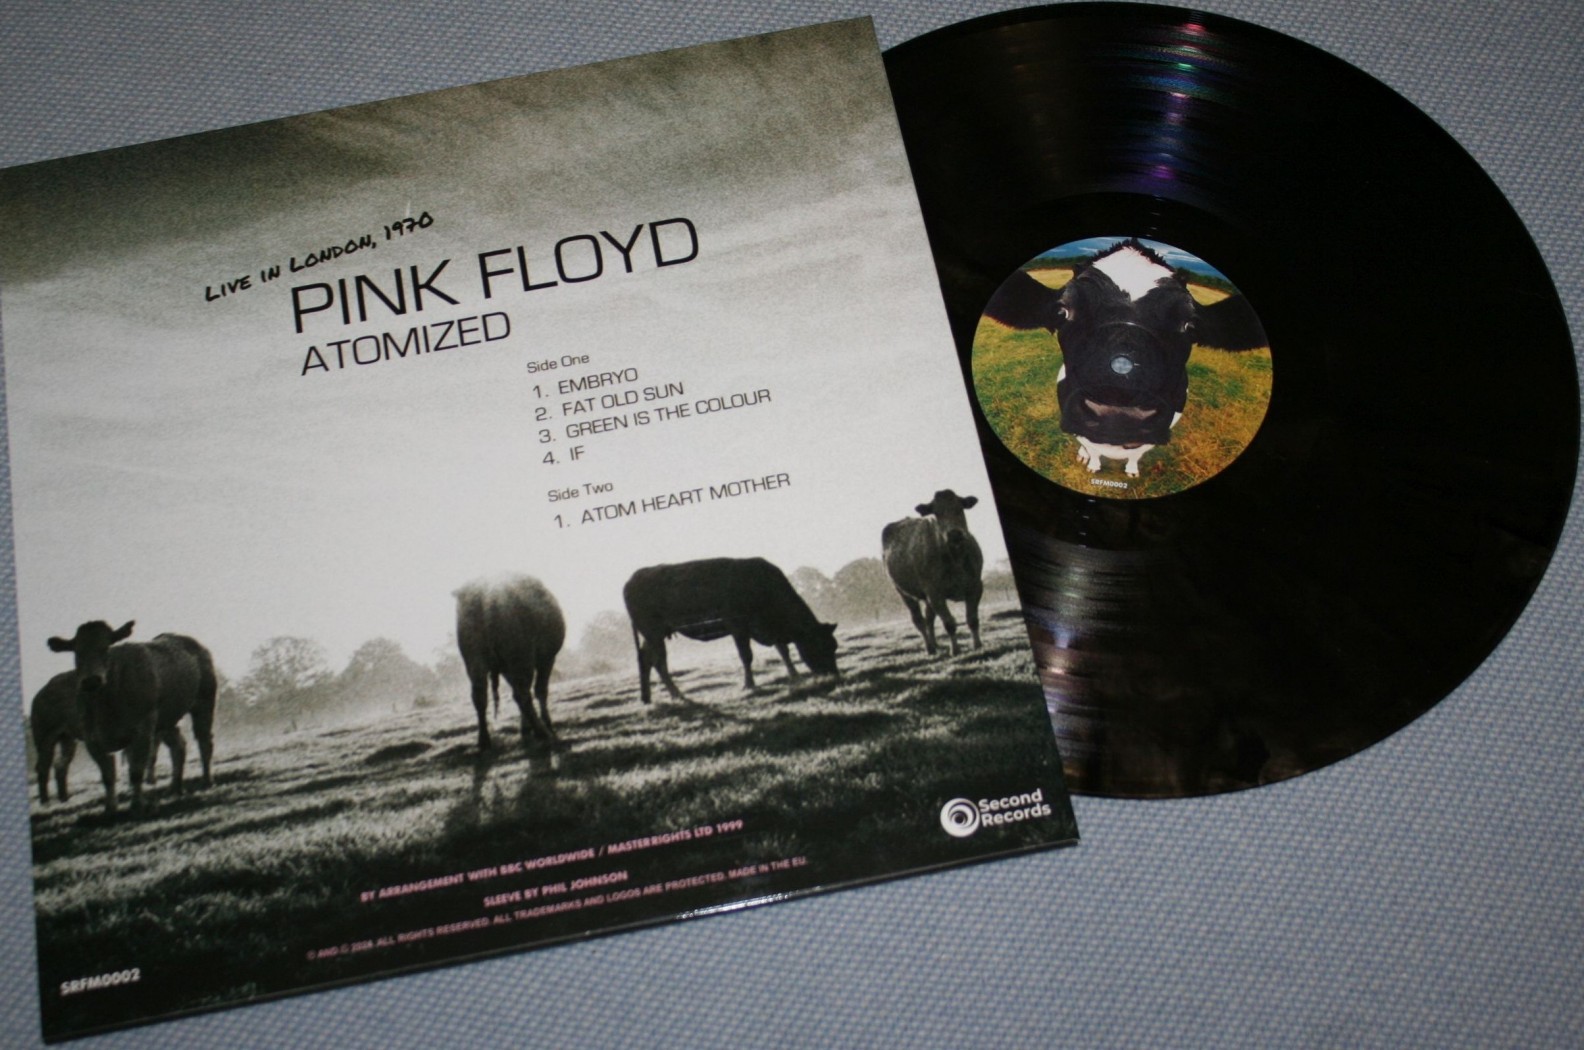 LIVE IN LONDON, 1970
PINK FLOYD
ATOMIZED
Side One
1. EMBRYO
2. FAT OLD SUN
3. GREEN IS THE COLOUR
4. IF
Side Two
1. ATOM HEART MOTHER
Second
Records
BY ARRANGEMENT WITH BBC WORLDWIDE / MASTERRIGHTS LTD 1999
SLEEVE BY PHIL JOHNSON
AND © 2024. ALL RIGHTS RESERVED. ALL TRADEMARKS AND LOGOS ARE PROTECTED. MADE IN THE EU.
SRFM0002
SRFM0002